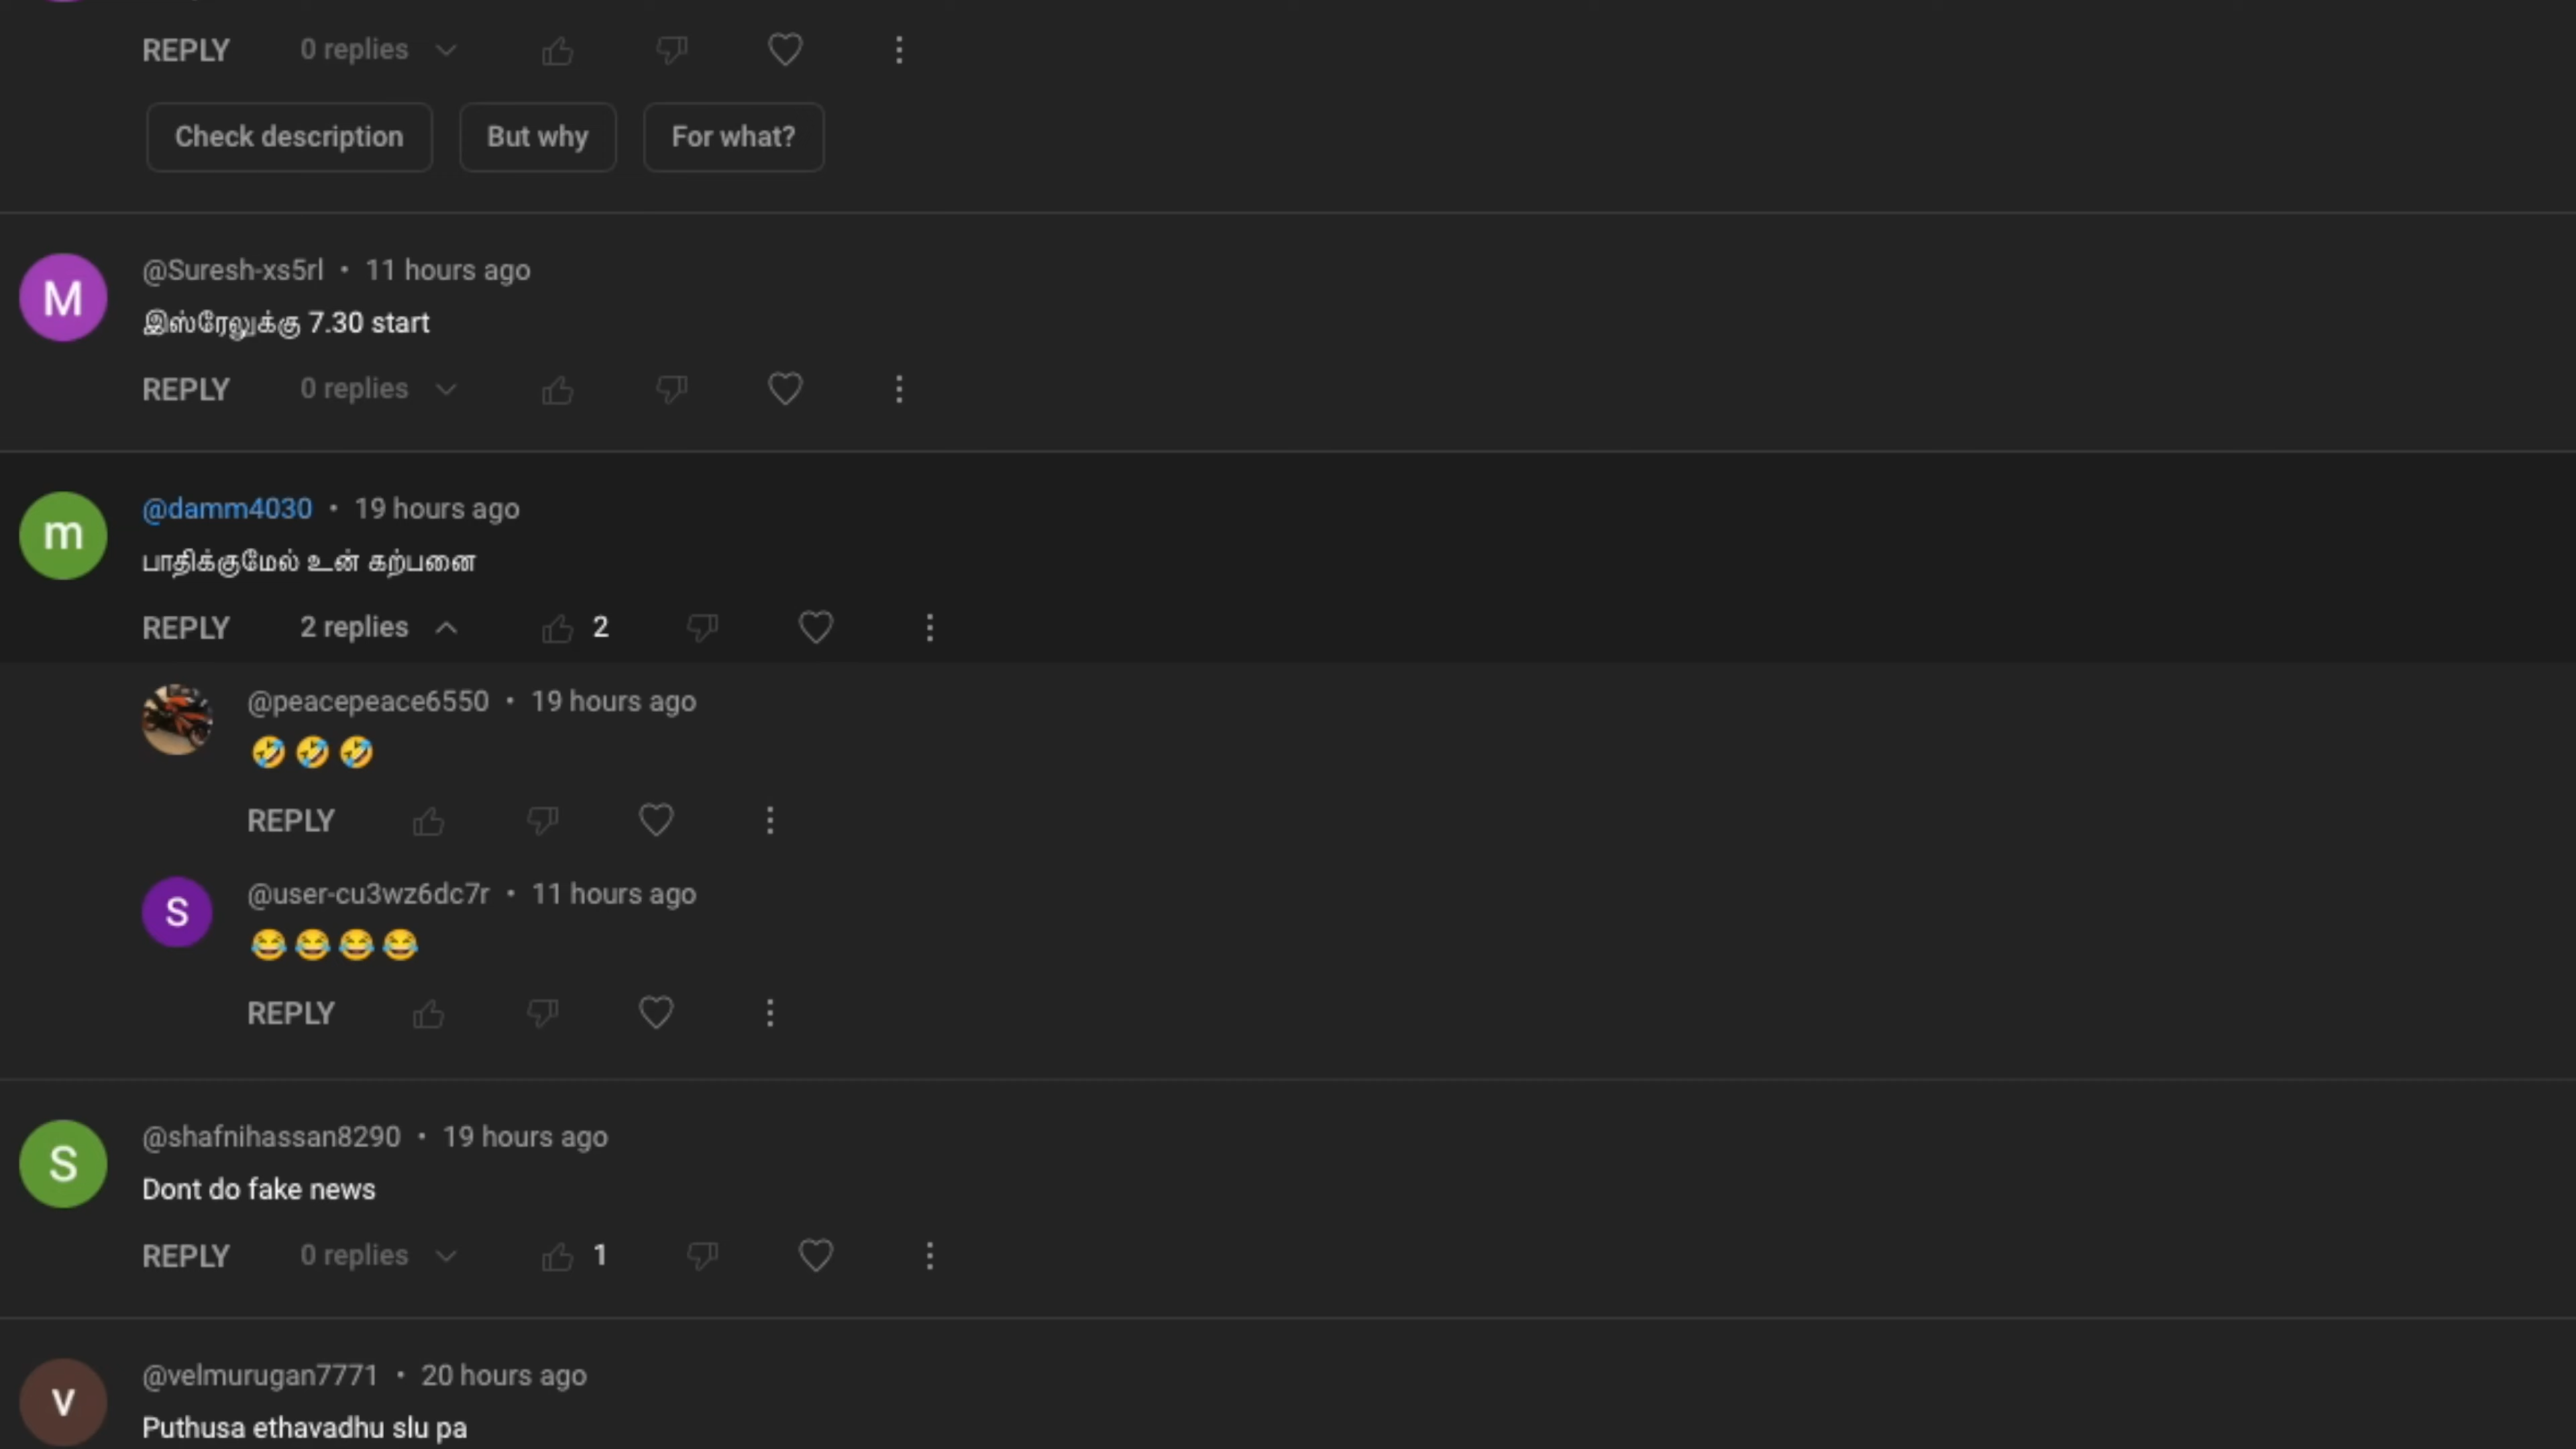 REPLY 0 replies
Check description But why For what?
M
@Suresh-xs5rl • 11 hours ago
இஸ்ரேலுக்கு 7.30 start
REPLY 0 replies
m
@damm4030 • 19 hours ago
பாதிக்குமேல் உன் கற்பனை
REPLY 2 replies 2
@peacepeace6550 • 19 hours ago
🤣🤣🤣
REPLY
S
@user-cu3wz6dc7r • 11 hours ago
😂😂😂😂
REPLY
S
@shafnihassan8290 • 19 hours ago
Dont do fake news
REPLY 0 replies 1
v
@velmurugan7771 • 20 hours ago
Puthusa ethavadhu slu pa